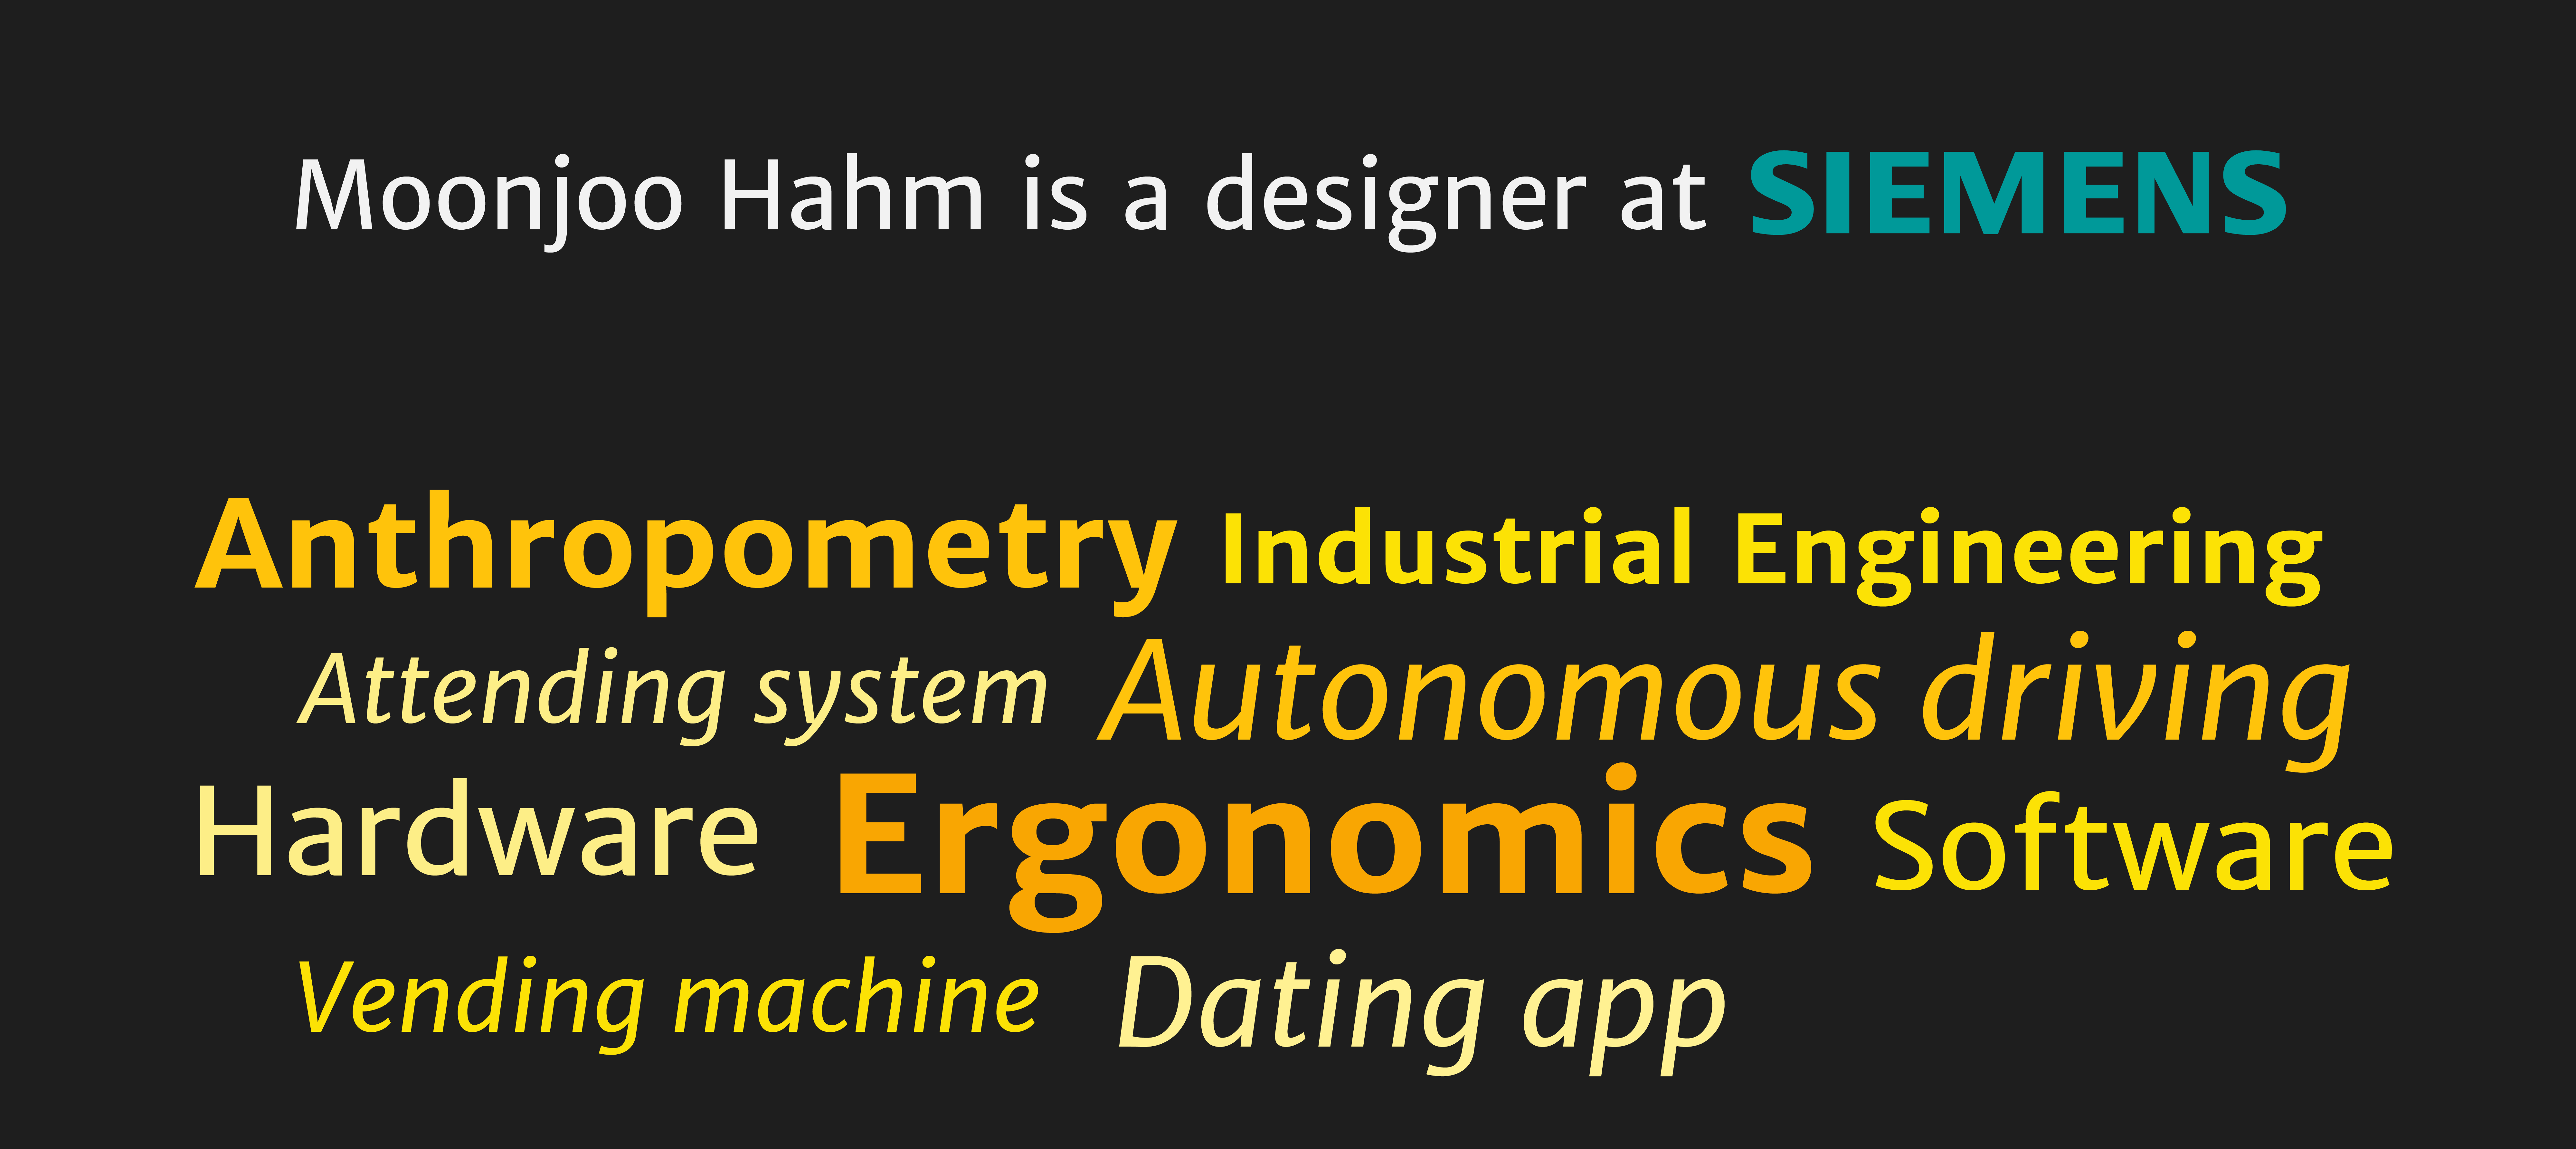 Moonjoo Hahm is a designer at SIEMENS
Anthropometry Industrial Engineering
Attending system Autonomous driving
Hardware Ergonomics Software
Vending machine Dating app